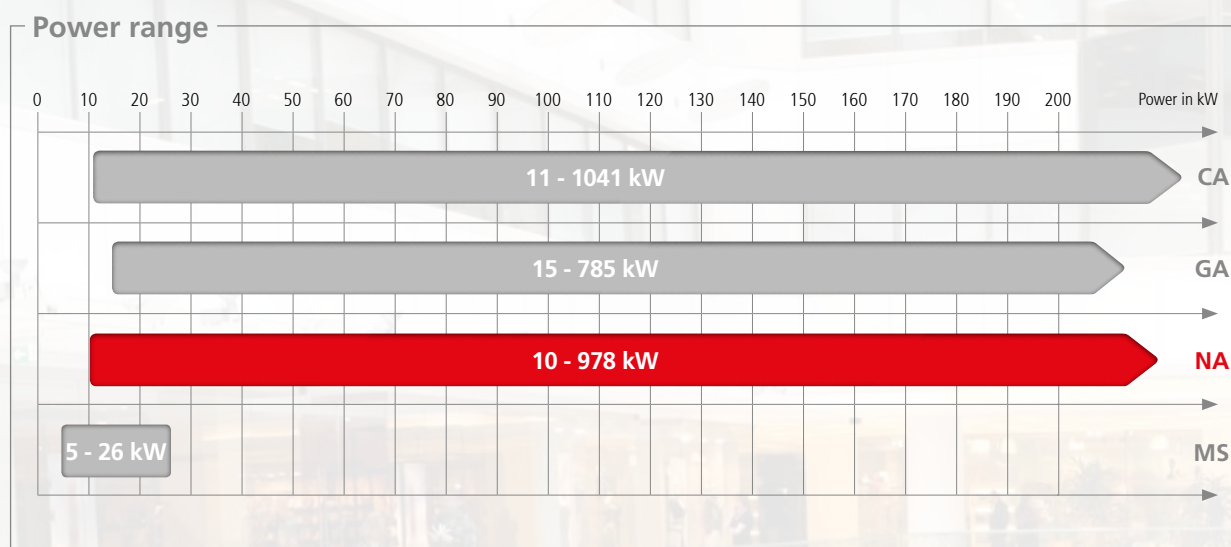 Power range
0 10 20 30 40 50 60 70 80 90 100 110 120 130 140 150 160 170 180 190 200 Power in kW
11 - 1041 kW CA
15 - 785 kW GA
10 - 978 kW NA
5 - 26 kW MS